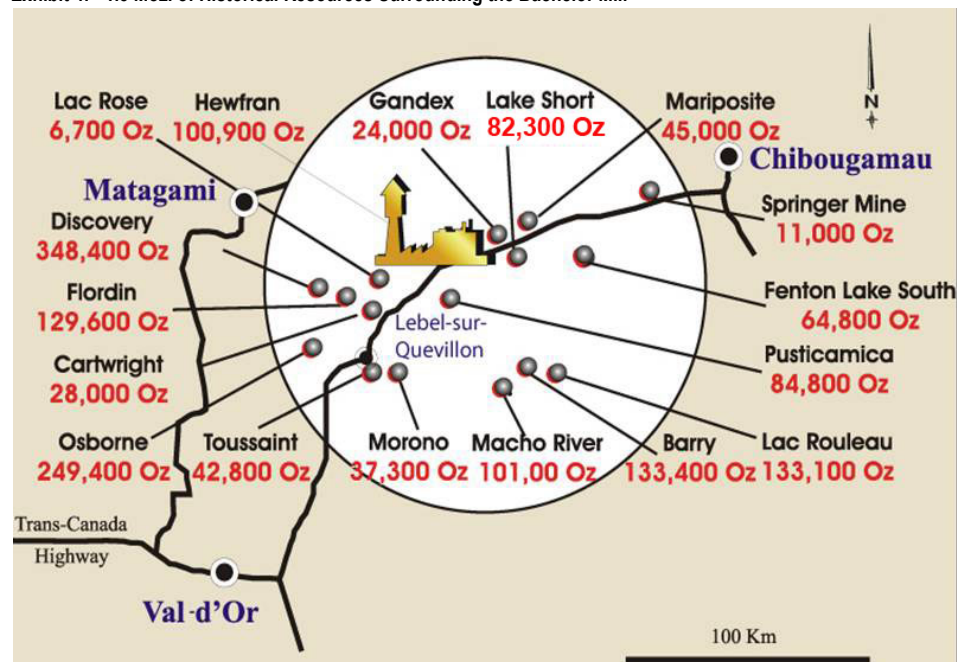 Lac Rose
6,700 Oz
Hewfran
100,900 Oz
Gandex
24,000 Oz
Lake Short
82,300 Oz
Mariposite
45,000 Oz
N
Chibougamau
Matagami
Springer Mine
11,000 Oz
Discovery
348,400 Oz
Flordin
129,600 Oz
Fenton Lake South
64,800 Oz
Lebel-sur-
Quevillon
Cartwright
28,000 Oz
Pusticamica
84,800 Oz
Osborne
249,400 Oz
Toussaint
42,800 Oz
Morono
37,300 Oz
Macho River
101,00 Oz
Barry
133,400 Oz
Lac Rouleau
133,100 Oz
Trans-Canada
Highway
Val-d'Or
100 Km